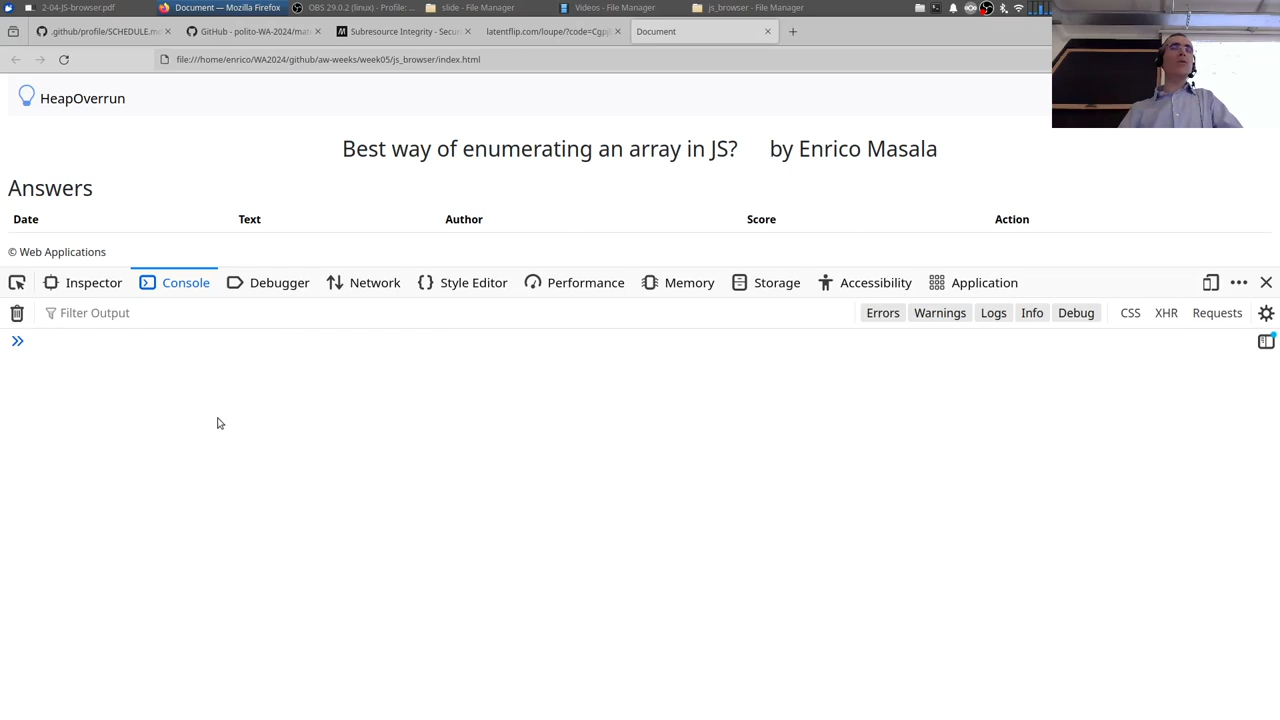 2-04-JS-browser.pdf
Document — Mozilla Firefox
OBS 29.0.2 (linux) - Profile: ...
slide - File Manager
Videos - File Manager
js_browser - File Manager
.github/profile/SCHEDULE.m
GitHub - polito-WA-2024/mat
Subresource Integrity - Secur
latentflip.com/loupe/?code=Cgpj
Document
file:///home/enrico/WA2024/github/aw-weeks/week05/js_browser/index.html
HeapOverrun
Best way of enumerating an array in JS? by Enrico Masala
Answers
Date Text Author Score Action
© Web Applications
Inspector Console Debugger Network Style Editor Performance Memory Storage Accessibility Application
Filter Output Errors Warnings Logs Info Debug CSS XHR Requests